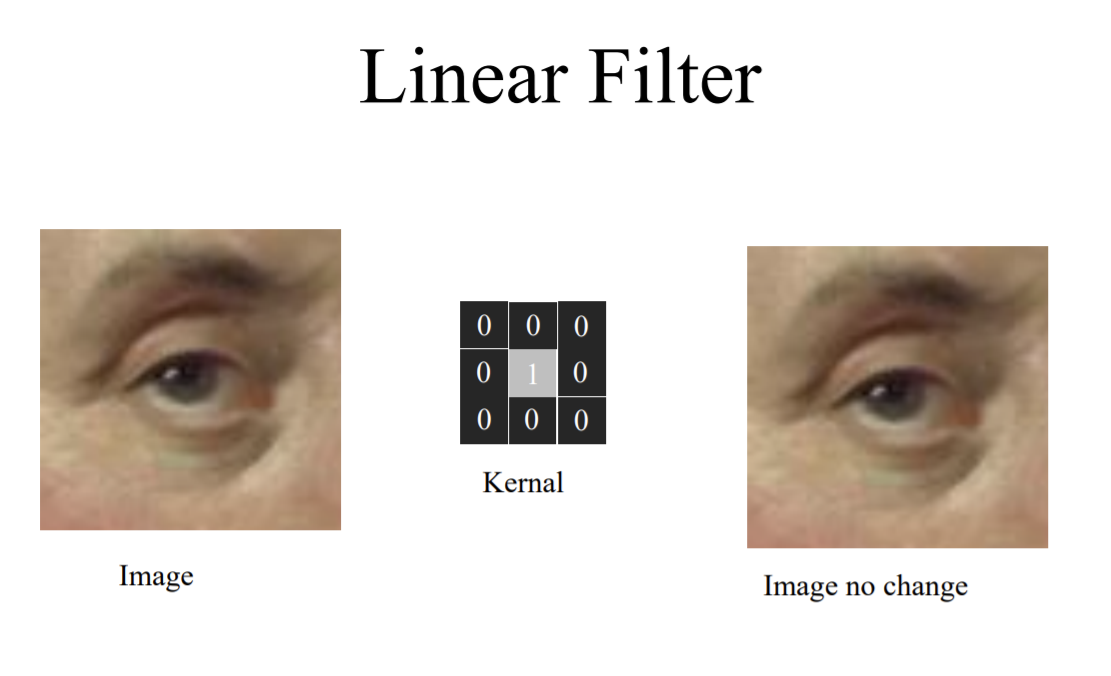 Linear Filter
0 0 0
0 1 0
0 0 0
Kernal
Image
Image no change